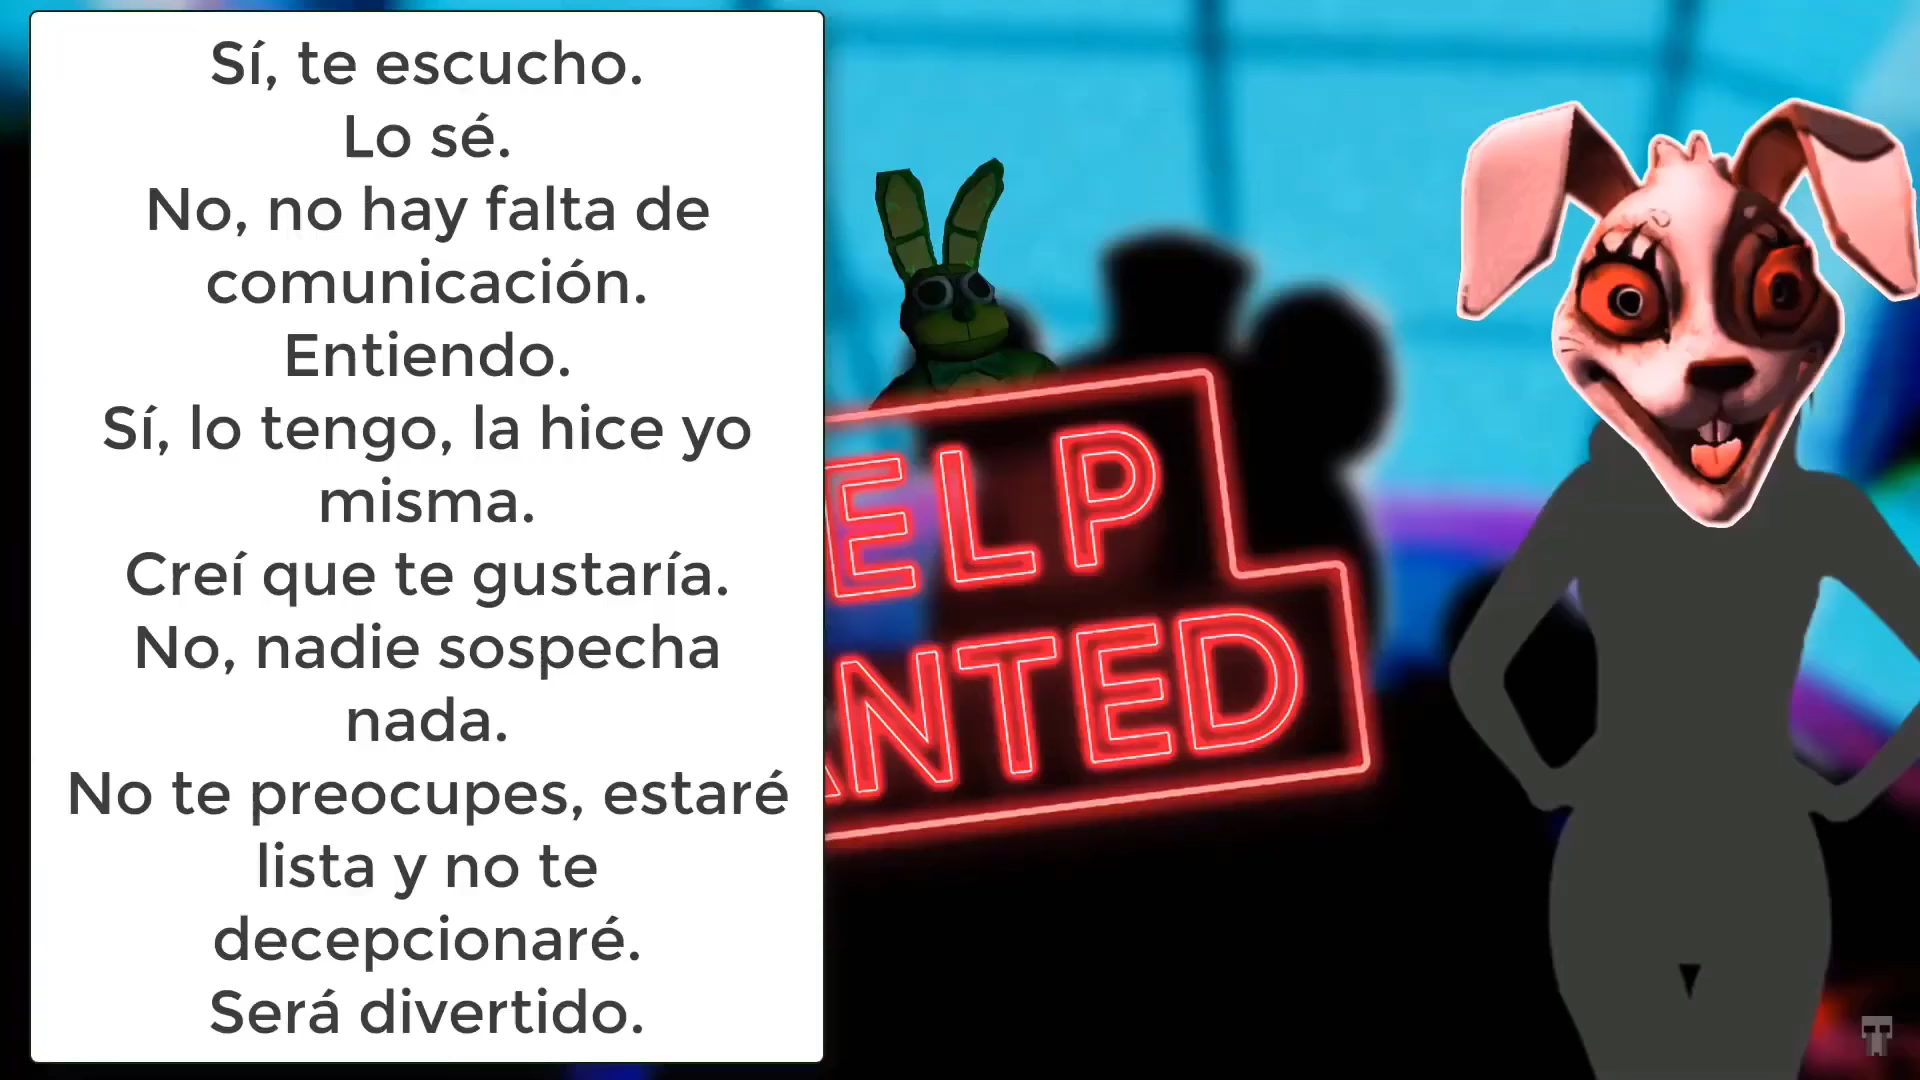 Sí, te escucho.
Lo sé.
No, no hay falta de
comunicación.
Entiendo.
Sí, lo tengo, la hice yo
misma.
Creí que te gustaría.
No, nadie sospecha
nada.
No te preocupes, estaré
lista y no te
decepcionaré.
Será divertido.
ELP
ANTED